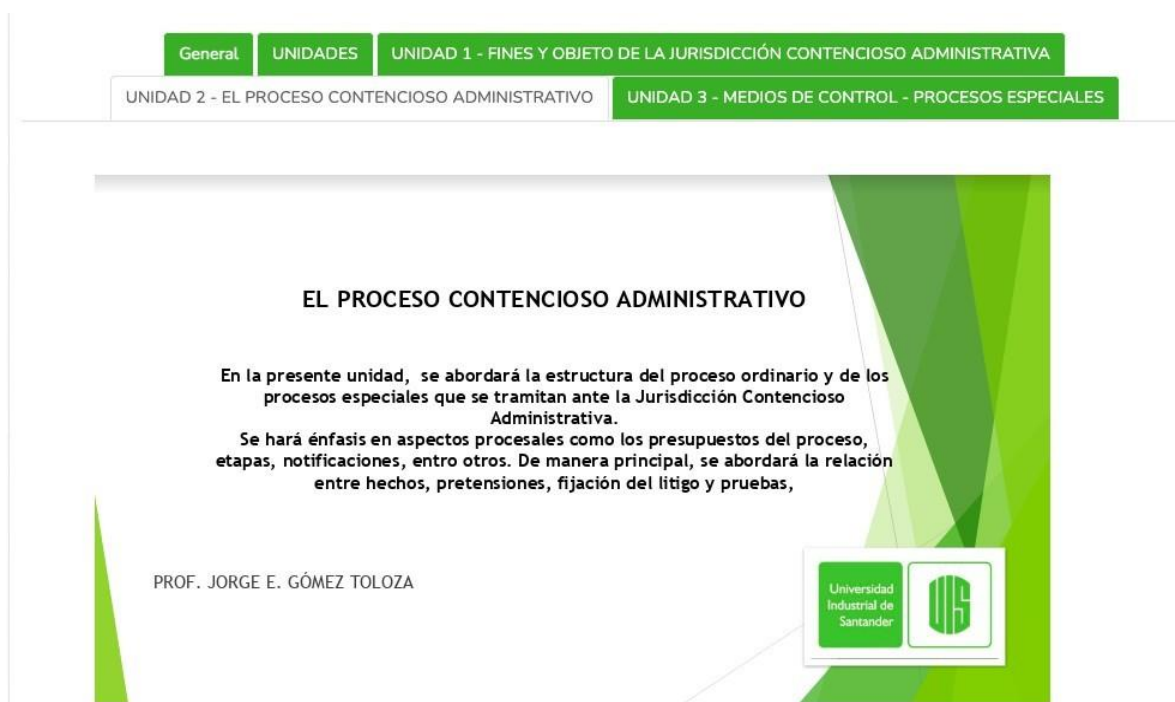 General
UNIDADES
UNIDAD 1 - FINES Y OBJETO DE LA JURISDICCIÓN CONTENCIOSO ADMINISTRATIVA
UNIDAD 2 - EL PROCESO CONTENCIOSO ADMINISTRATIVO
UNIDAD 3 - MEDIOS DE CONTROL - PROCESOS ESPECIALES
EL PROCESO CONTENCIOSO ADMINISTRATIVO
En la presente unidad, se abordará la estructura del proceso ordinario y de los
procesos especiales que se tramitan ante la Jurisdicción Contencioso
Administrativa.
Se hará énfasis en aspectos procesales como los presupuestos del proceso,
etapas, notificaciones, entro otros. De manera principal, se abordará la relación
entre hechos, pretensiones, fijación del litigo y pruebas,
PROF. JORGE E. GÓMEZ TOLOZA
Universidad
Industrial de
Santander
UIS